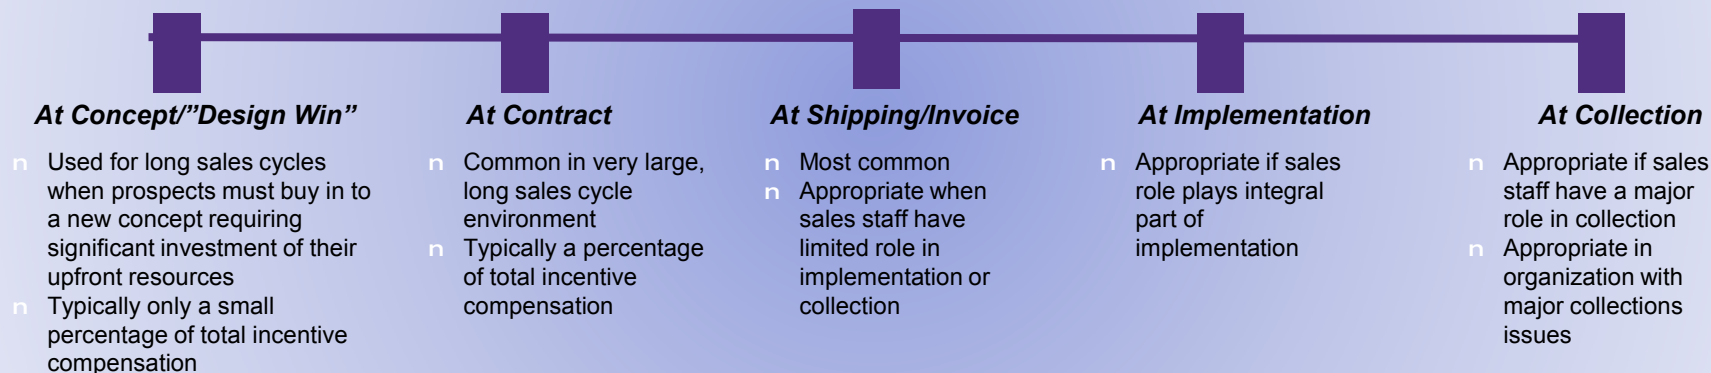 At Concept/”Design Win”
n Used for long sales cycles
when prospects must buy in to
a new concept requiring
significant investment of their
upfront resources
n Typically only a small
percentage of total incentive
compensation
At Contract
n Common in very large,
long sales cycle
environment
n Typically a percentage
of total incentive
compensation
At Shipping/Invoice
n Most common
n Appropriate when
sales staff have
limited role in
implementation or
collection
At Implementation
n Appropriate if sales
role plays integral
part of
implementation
At Collection
n Appropriate if sales
staff have a major
role in collection
n Appropriate in
organization with
major collections
issues